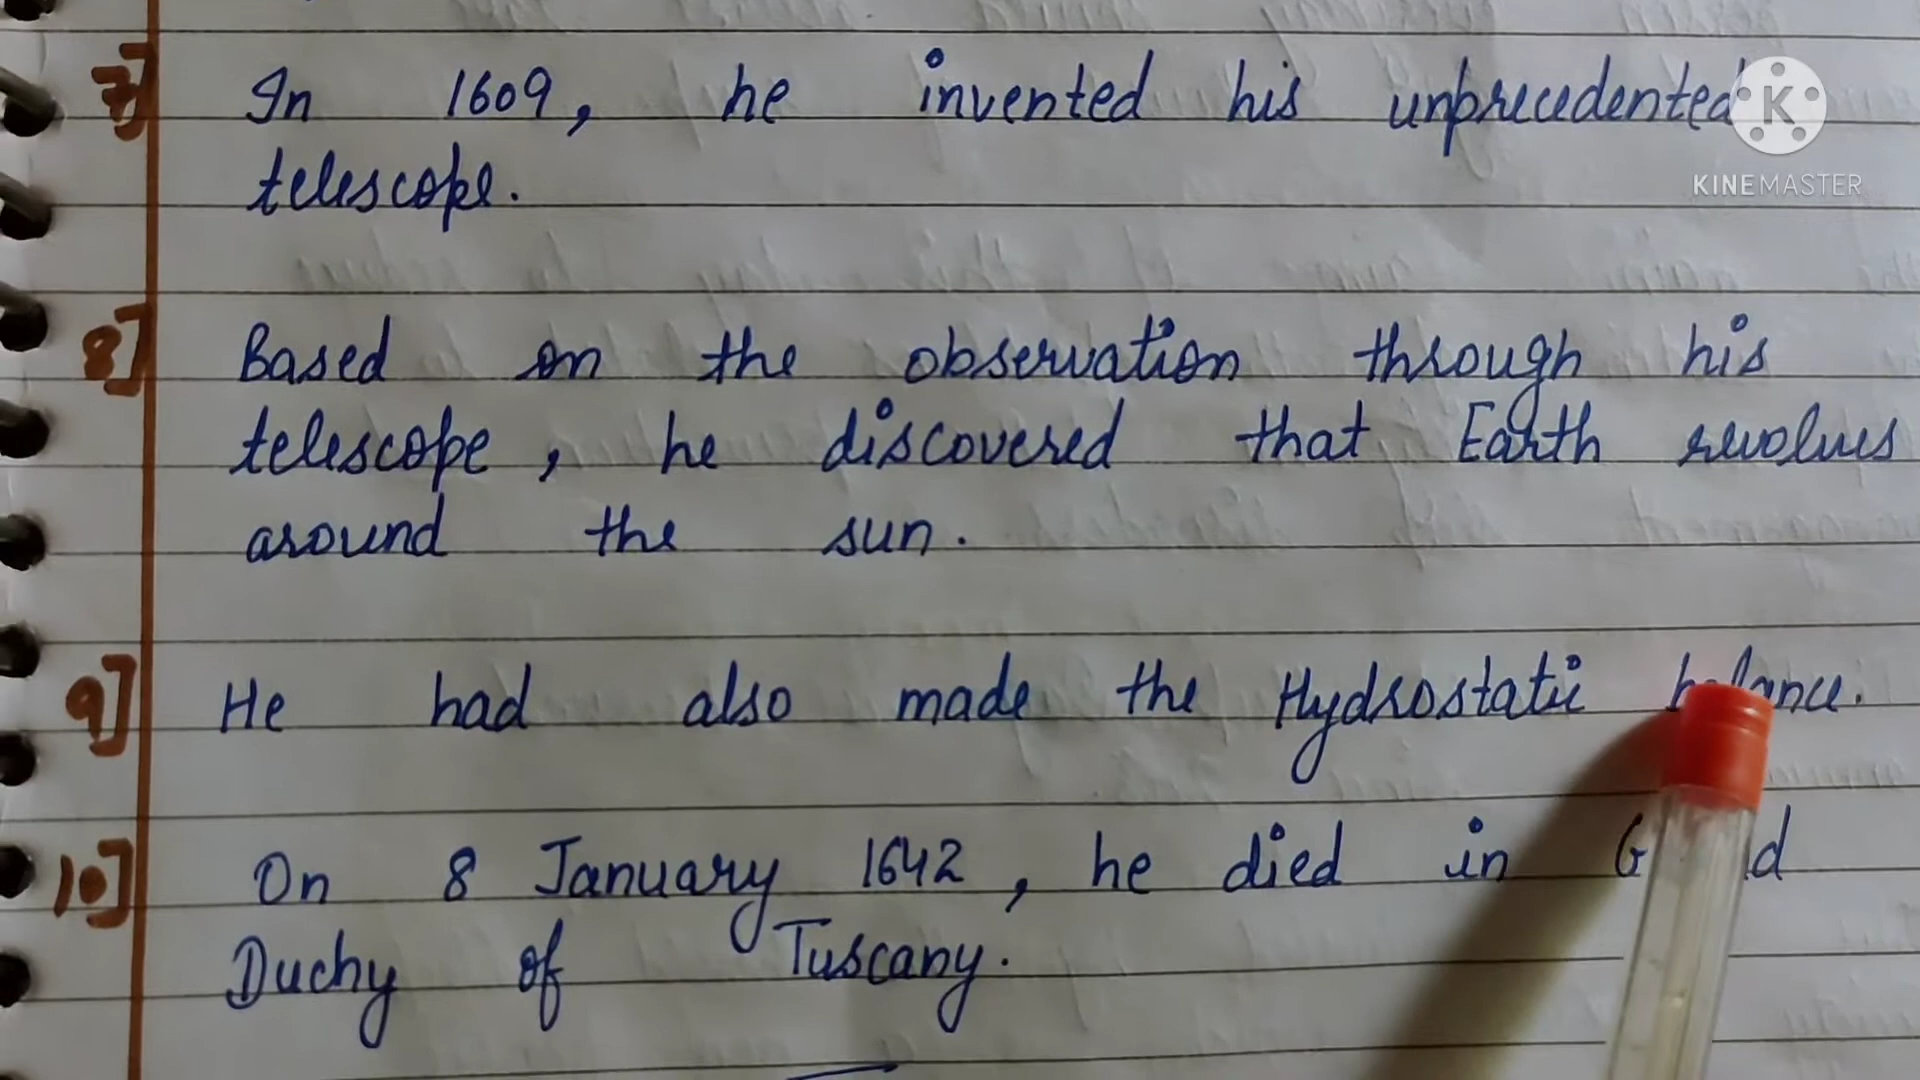 7] In 1609, he invented his unprecedented
telescope.
KINEMASTER
8] Based on the observation through his
telescope, he discovered that Earth revolves
around the sun.
9] He had also made the Hydrostatic balance.
10] On 8 January 1642, he died in
Duchy of Tuscany.